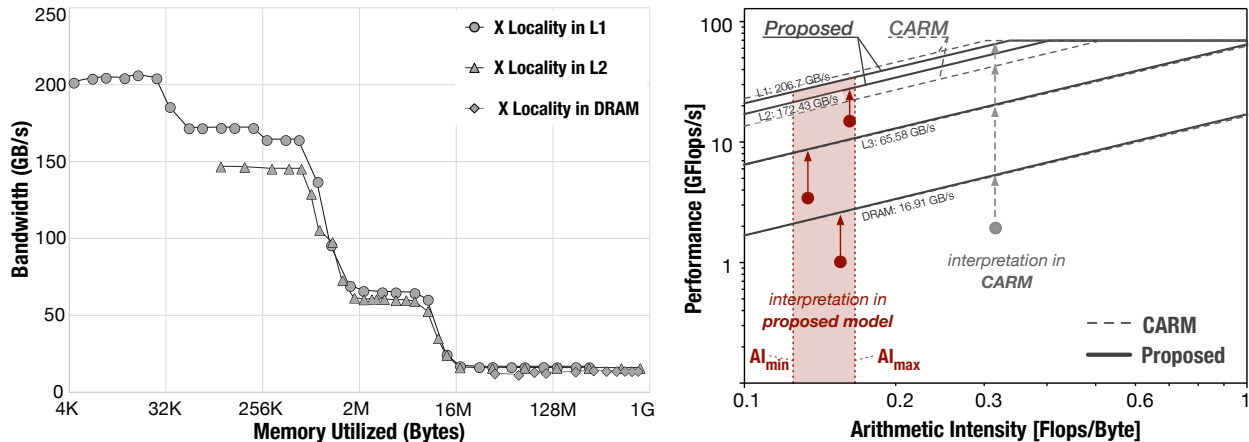 X Locality in L1
X Locality in L2
X Locality in DRAM
Bandwidth (GB/s)
200
150
100
50
0
4K 32K 256K 2M 16M 128M 1G
Memory Utilized (Bytes)
Performance [GFlops/s]
100
10
1
Proposed CARM
L1: 206.7 GB/s
L2: 172.43 GB/s
L3: 65.58 GB/s
DRAM: 16.91 GB/s
interpretation in
proposed model
interpretation in
CARM
AImin AImax
CARM
Proposed
0.1 0.2 0.3 1
Arithmetic Intensity [Flops/Byte]